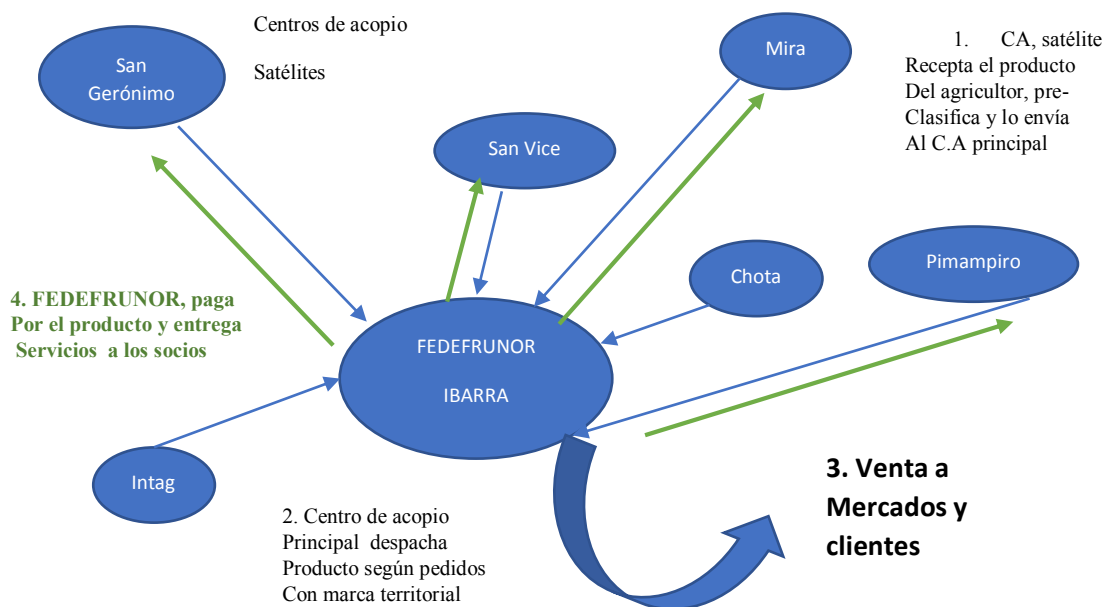 Centros de acopio
Satélites
San
Gerónimo
San Vice
Mira
1. CA, satélite
Recepta el producto
Del agricultor, pre-
Clasifica y lo envía
Al C.A principal
Chota
Pimampiro
4. FEDEFRUNOR, paga
Por el producto y entrega
Servicios a los socios
FEDEFRUNOR
IBARRA
Intag
2. Centro de acopio
Principal despacha
Producto según pedidos
Con marca territorial
3. Venta a
Mercados y
clientes